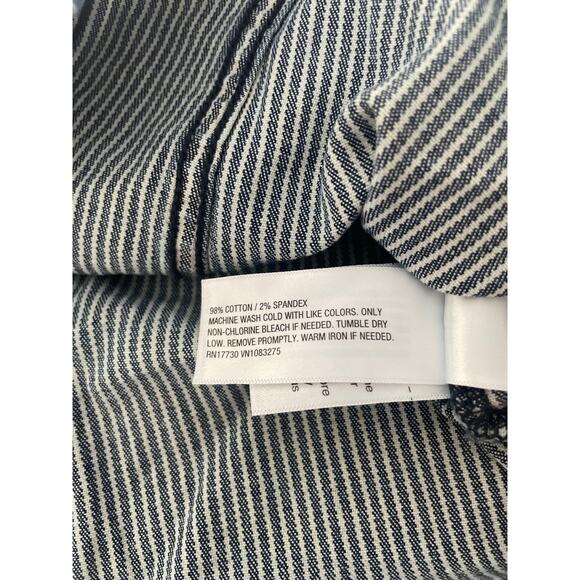 98% COTTON / 2% SPANDEX
MACHINE WASH COLD WITH LIKE COLORS. ONLY
NON-CHLORINE BLEACH IF NEEDED. TUMBLE DRY
LOW. REMOVE PROMPTLY. WARM IRON IF NEEDED.
RN17730 VN1083275